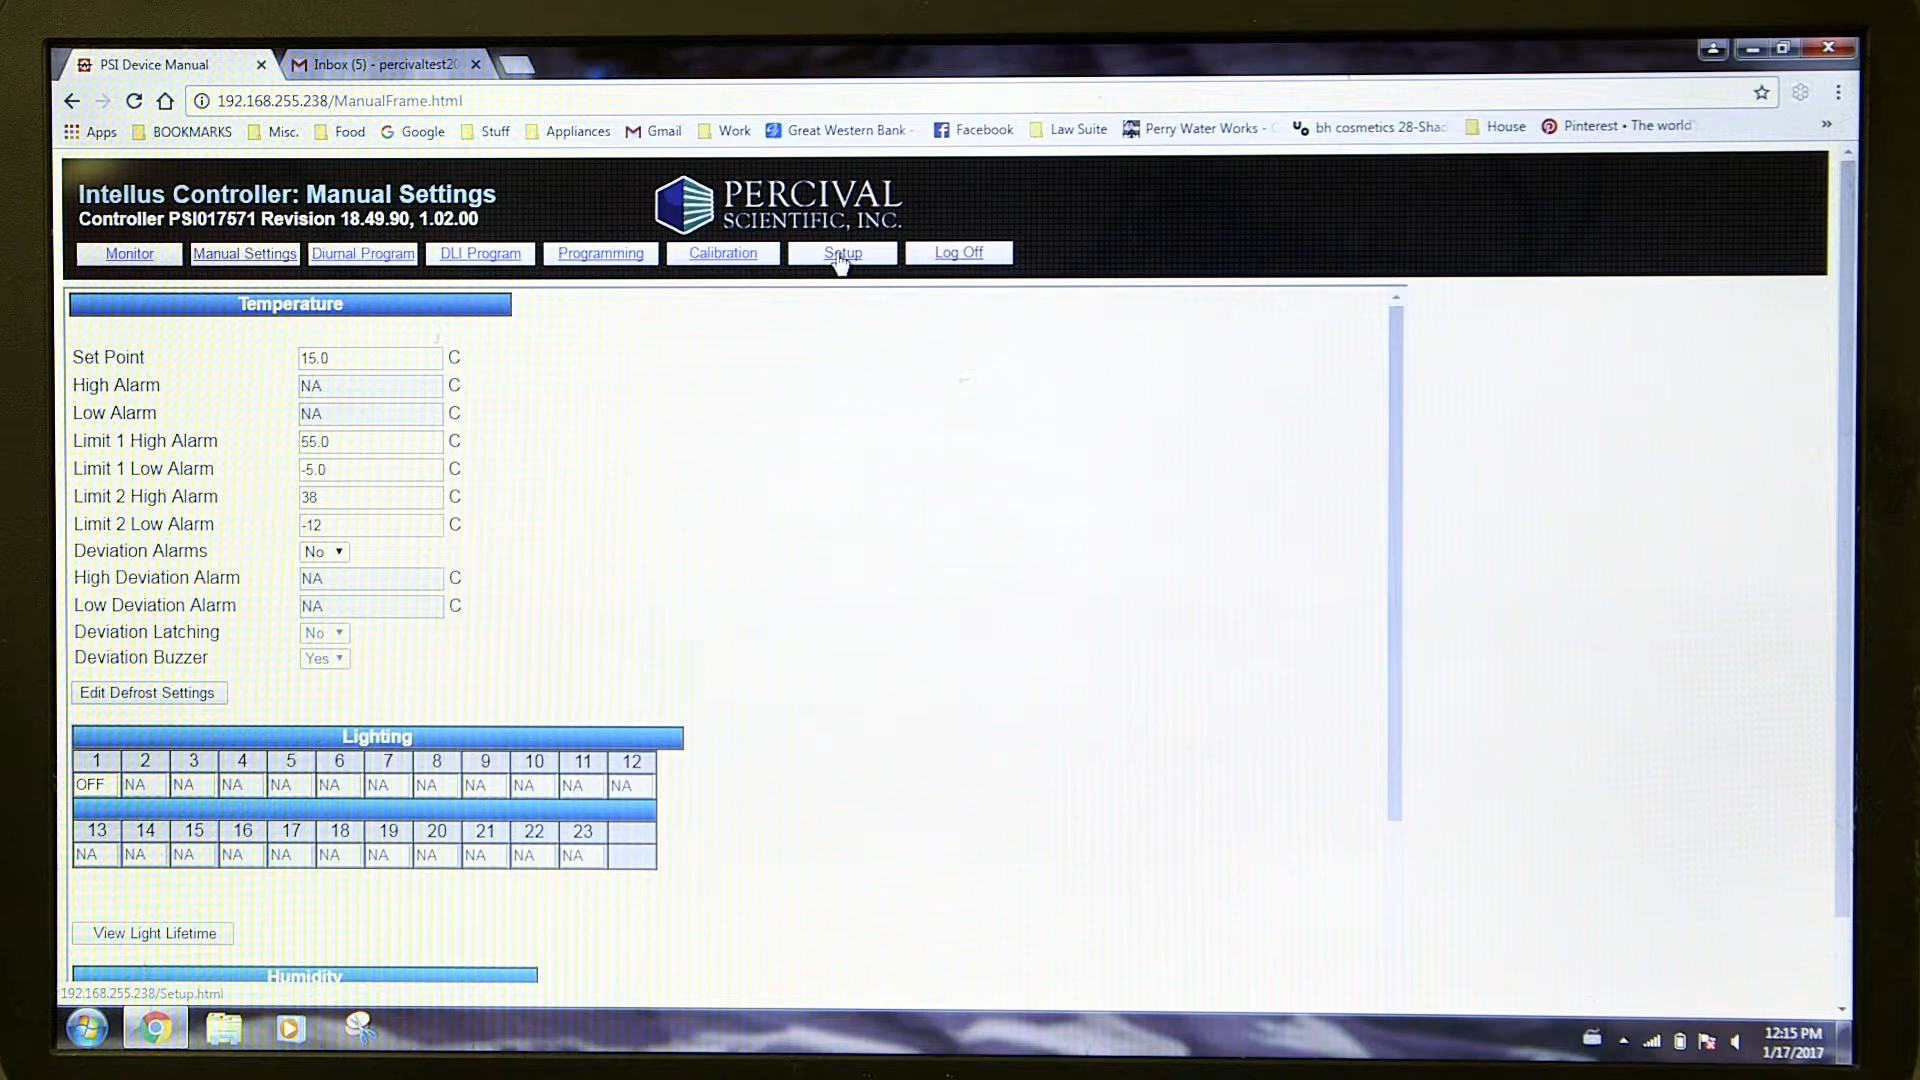 PSI Device Manual
Inbox (5) - percivaltest20
192.168.255.238/ManualFrame.html
Apps BOOKMARKS Misc. Food Google Stuff Appliances Gmail Work Great Western Bank - Facebook Law Suite Perry Water Works - C bh cosmetics 28-Shad House Pinterest • The world' »
Intellus Controller: Manual Settings
Controller PSI017571 Revision 18.49.90, 1.02.00
PERCIVAL
SCIENTIFIC, INC.
Monitor Manual Settings Diurnal Program DLI Program Programming Calibration Setup Log Off
Temperature
Set Point 15.0 C
High Alarm NA C
Low Alarm NA C
Limit 1 High Alarm 55.0 C
Limit 1 Low Alarm -5.0 C
Limit 2 High Alarm 38 C
Limit 2 Low Alarm -12 C
Deviation Alarms No
High Deviation Alarm NA C
Low Deviation Alarm NA C
Deviation Latching No
Deviation Buzzer Yes
Edit Defrost Settings
Lighting
1 2 3 4 5 6 7 8 9 10 11 12
OFF NA NA NA NA NA NA NA NA NA NA NA
13 14 15 16 17 18 19 20 21 22 23
NA NA NA NA NA NA NA NA NA NA NA
View Light Lifetime
Humidity
192.168.255.238/Setup.html
12:15 PM
1/17/2017